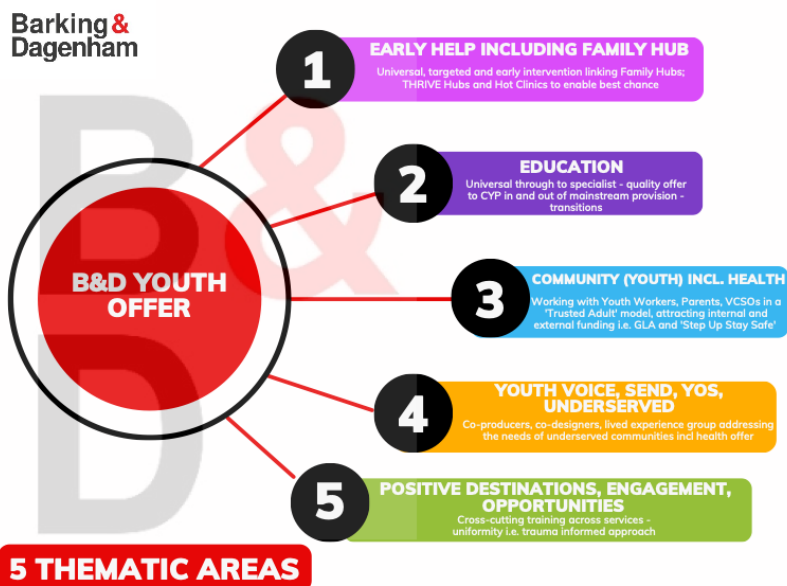 Barking&
Dagenham
B&D
1
EARLY HELP INCLUDING FAMILY HUB
Universal, targeted and early intervention linking Family Hubs;
THRIVE Hubs and Hot Clinics to enable best chance
2
EDUCATION
Universal through to specialist - quality offer
to CYP in and out of mainstream provision -
transitions
B&D YOUTH
OFFER
3
COMMUNITY (YOUTH) INCL. HEALTH
Working with Youth Workers, Parents, VCSOs in a
'Trusted Adult' model, attracting internal and
external funding i.e. GLA and 'Step Up Stay Safe'
4
YOUTH VOICE, SEND, YOS,
UNDERSERVED
Co-producers, co-designers, lived experience group addressing
the needs of underserved communities incl health offer
5
POSITIVE DESTINATIONS, ENGAGEMENT,
OPPORTUNITIES
Cross-cutting training across services -
uniformity i.e. trauma informed approach
5 THEMATIC AREAS